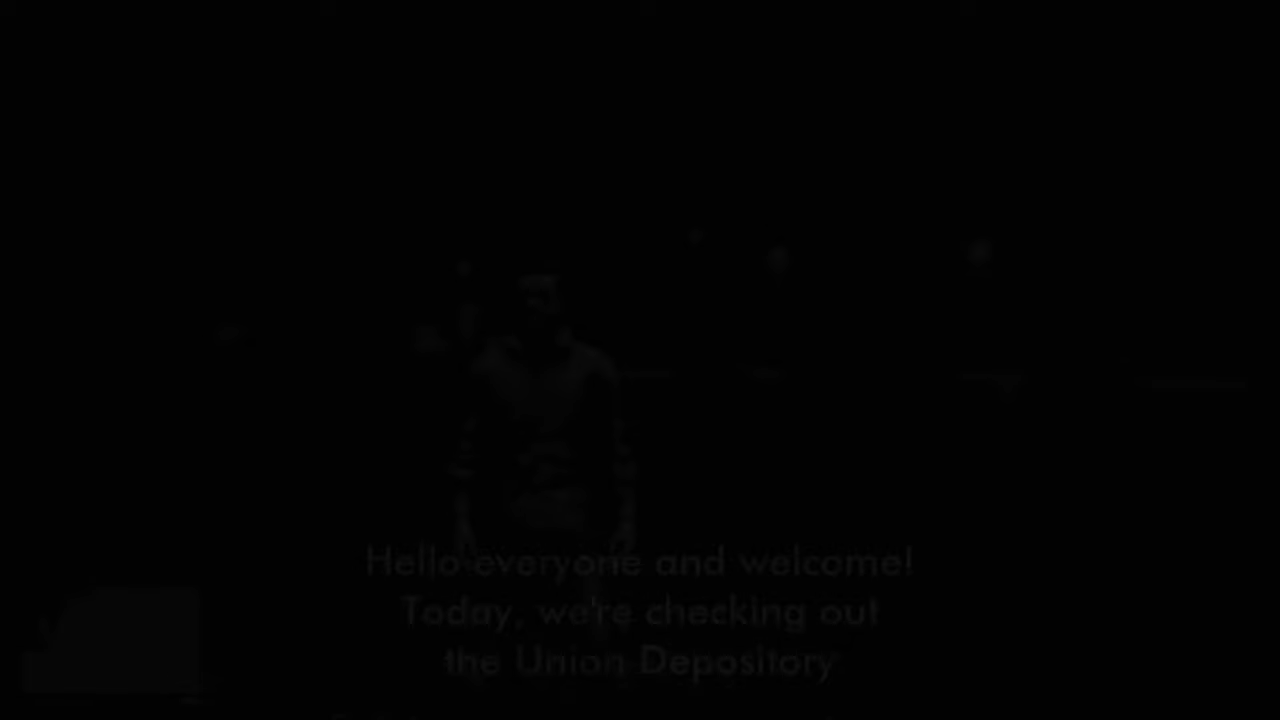 Hello everyone and welcome!
Today, we're checking out
the Union Depository